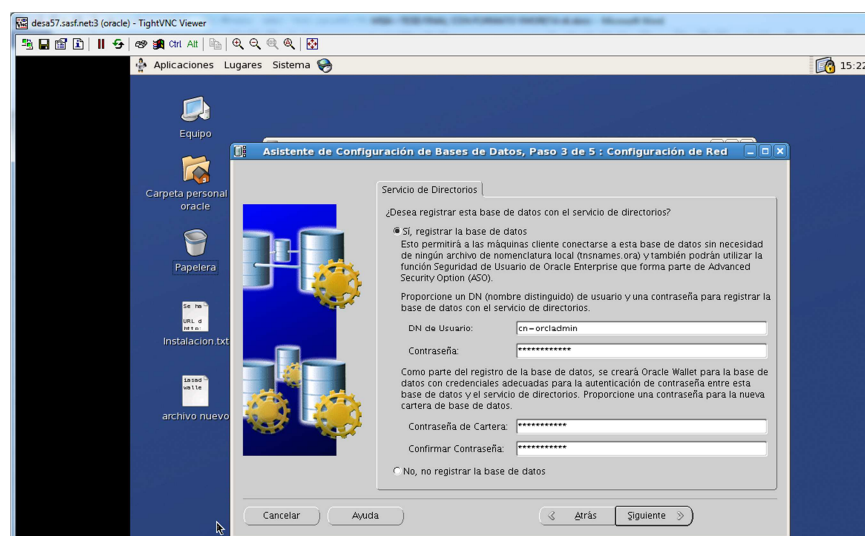 desa57.sasf.net:3 (oracle) - TightVNC Viewer
Ctrl Alt
Aplicaciones Lugares Sistema
15:22
Equipo
Carpeta personal
oracle
Papelera
Se ha
URL d
Instalacion.txt
iasad
walle
archivo nuevo
Asistente de Configuración de Bases de Datos, Paso 3 de 5 : Configuración de Red
Servicio de Directorios
¿Desea registrar esta base de datos con el servicio de directorios?
Sí, registrar la base de datos
Esto permitirá a las máquinas cliente conectarse a esta base de datos sin necesidad
de ningún archivo de nomenclatura local (tnsnames.ora) y también podrán utilizar la
función Seguridad de Usuario de Oracle Enterprise que forma parte de Advanced
Security Option (ASO).
Proporcione un DN (nombre distinguido) de usuario y una contraseña para registrar la
base de datos con el servicio de directorios.
DN de Usuario: cn=orcladmin
Contraseña: ************
Como parte del registro de la base de datos, se creará Oracle Wallet para la base de
datos con credenciales adecuadas para la autenticación de contraseña entre esta
base de datos y el servicio de directorios. Proporcione una contraseña para la nueva
cartera de base de datos.
Contraseña de Cartera: ***********
Confirmar Contraseña: ***********
No, no registrar la base de datos
Cancelar Ayuda Atrás Siguiente